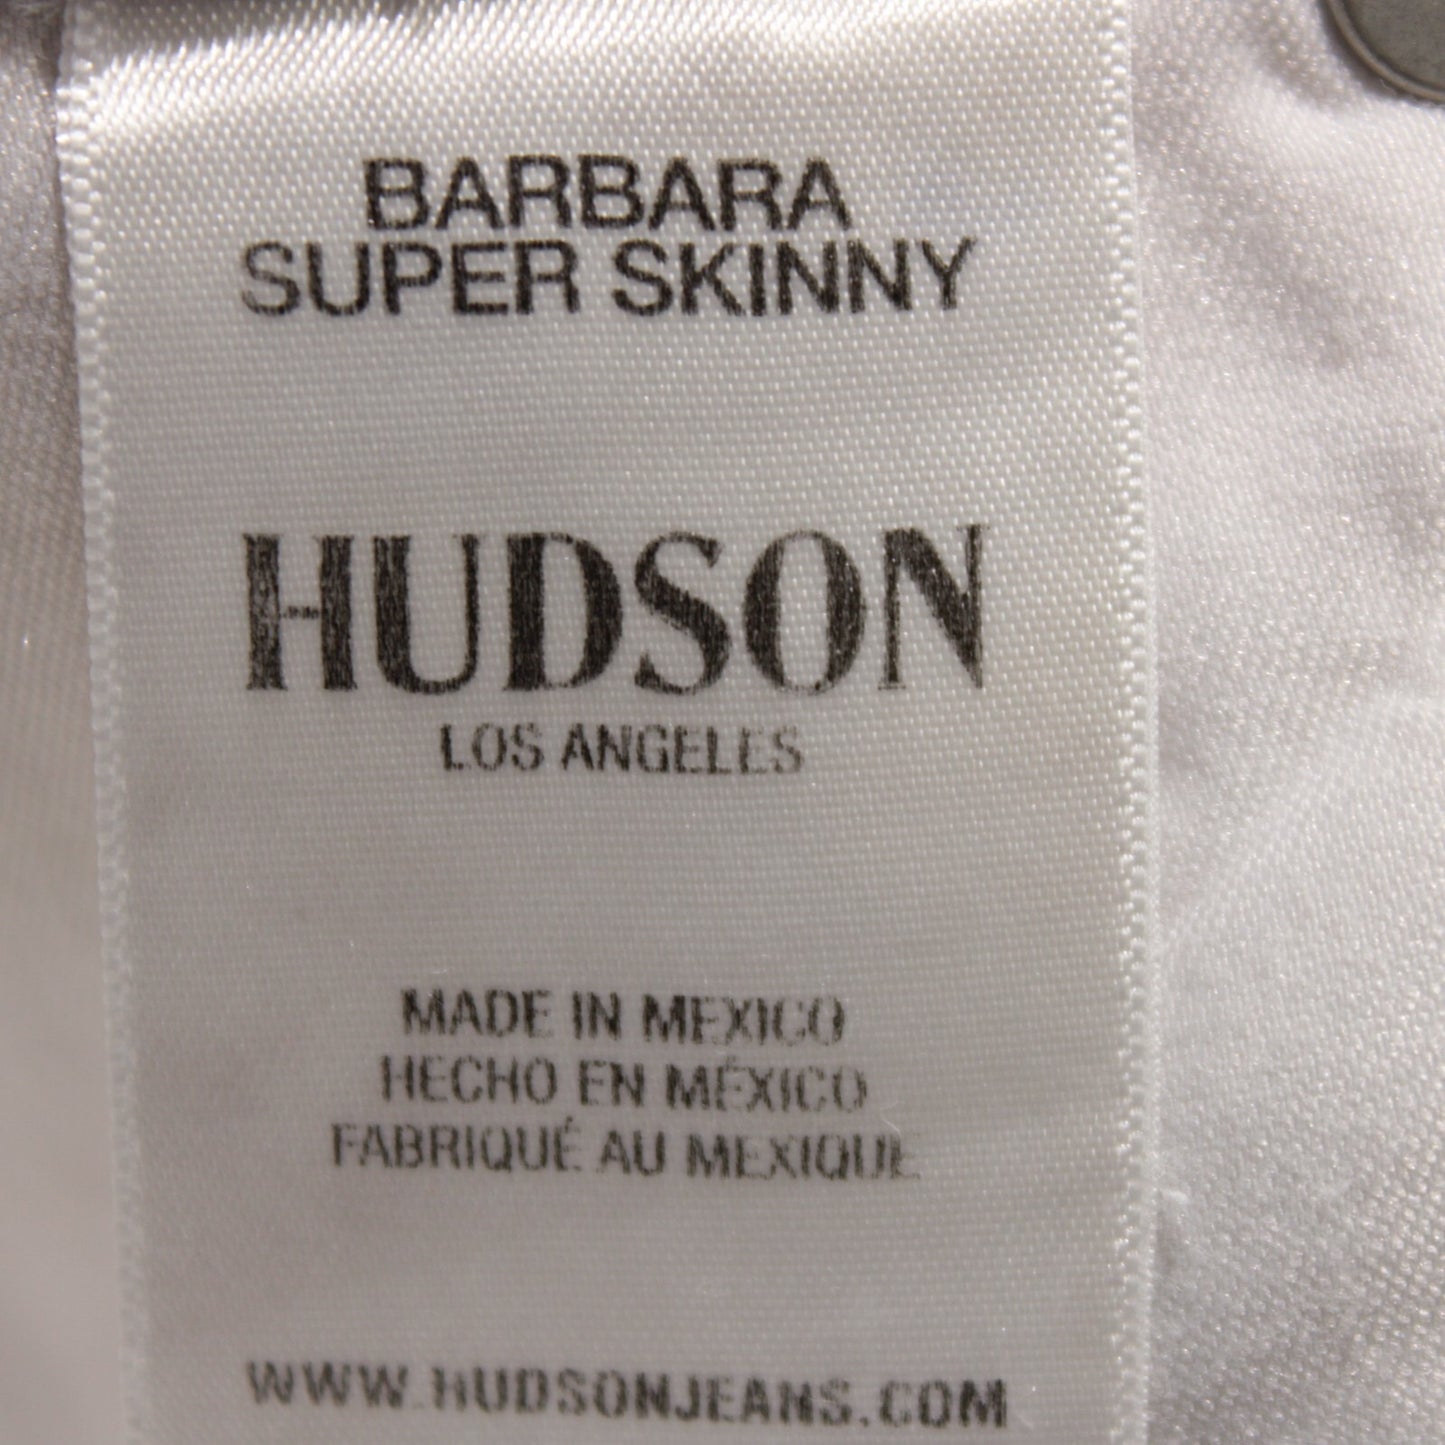 BARBARA
SUPER SKINNY
HUDSON
LOS ANGELES
MADE IN MEXICO
HECHO EN MÉXICO
FABRIQUÉ AU MEXIQUE
WWW.HUDSONJEANS.COM